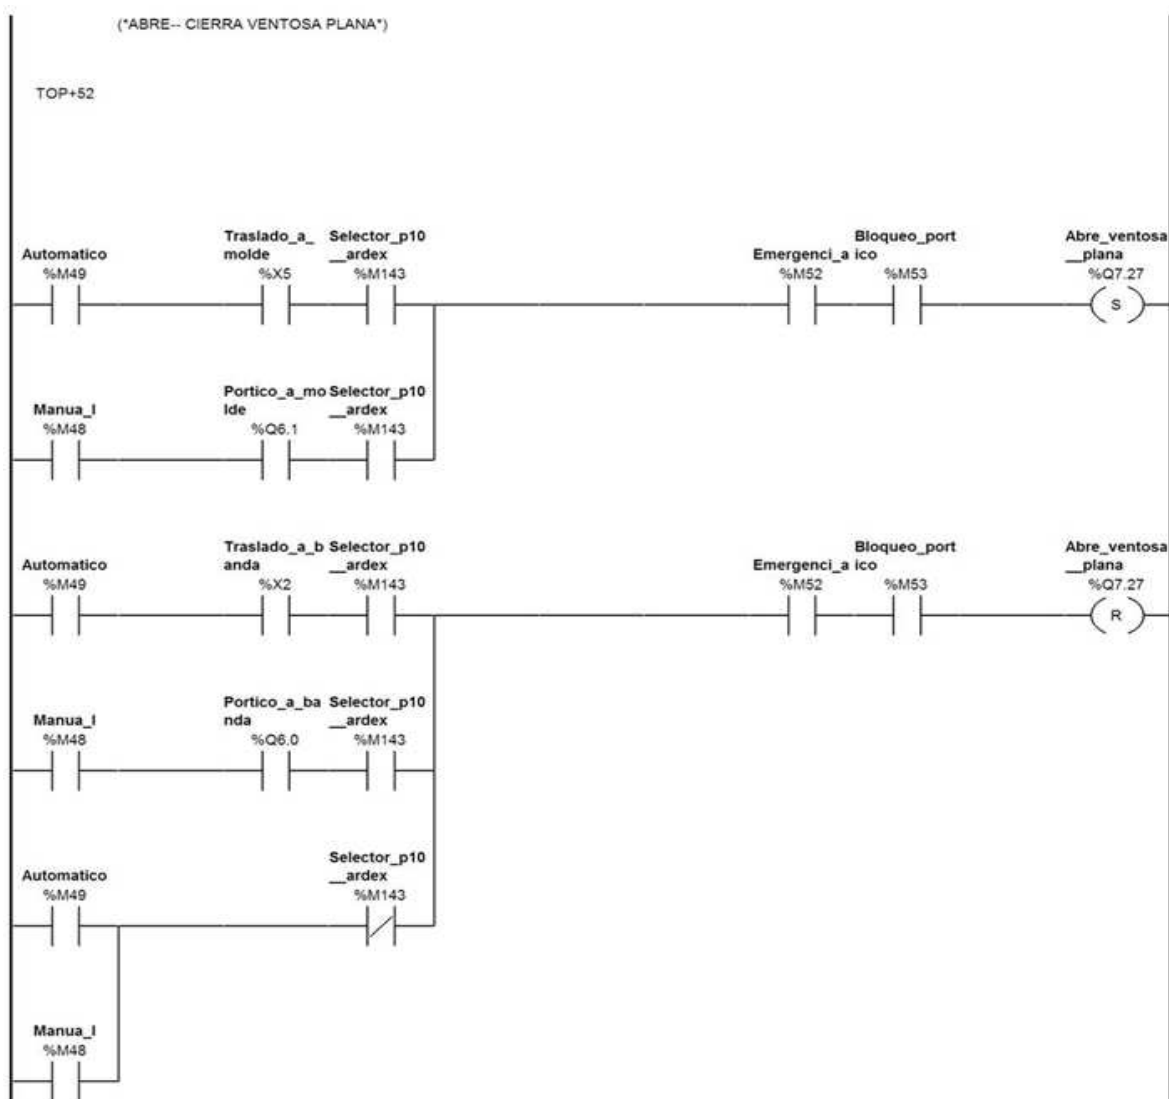 (*ABRE-- CIERRA VENTOSA PLANA*)
TOP+52
Traslado_a_ Selector_p10 Bloqueo_port Abre_ventosa
Automatico molde __ardex Emergenci_a ico __plana
%M49 %X5 %M143 %M52 %M53 %Q7.27
S
Portico_a_mo Selector_p10
Manua_l lde __ardex
%M48 %Q6.1 %M143
Traslado_a_b Selector_p10 Bloqueo_port Abre_ventosa
Automatico anda __ardex Emergenci_a ico __plana
%M49 %X2 %M143 %M52 %M53 %Q7.27
R
Portico_a_ba Selector_p10
Manua_l nda __ardex
%M48 %Q6.0 %M143
Selector_p10
Automatico __ardex
%M49 %M143
Manua_l
%M48